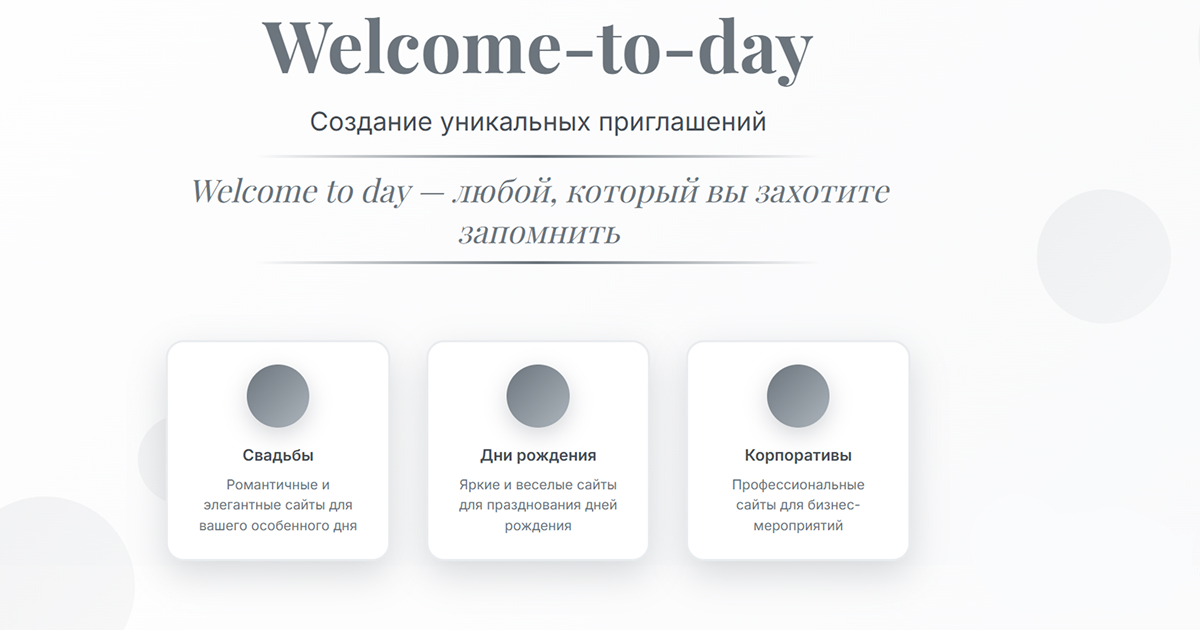 Welcome-to-day
Создание уникальных приглашений
Welcome to day — любой, который вы захотите
запомнить
Свадьбы
Романтичные и
элегантные сайты для
вашего особенного дня
Дни рождения
Яркие и веселые сайты
для празднования дней
рождения
Корпоративы
Профессиональные
сайты для бизнес-
мероприятий